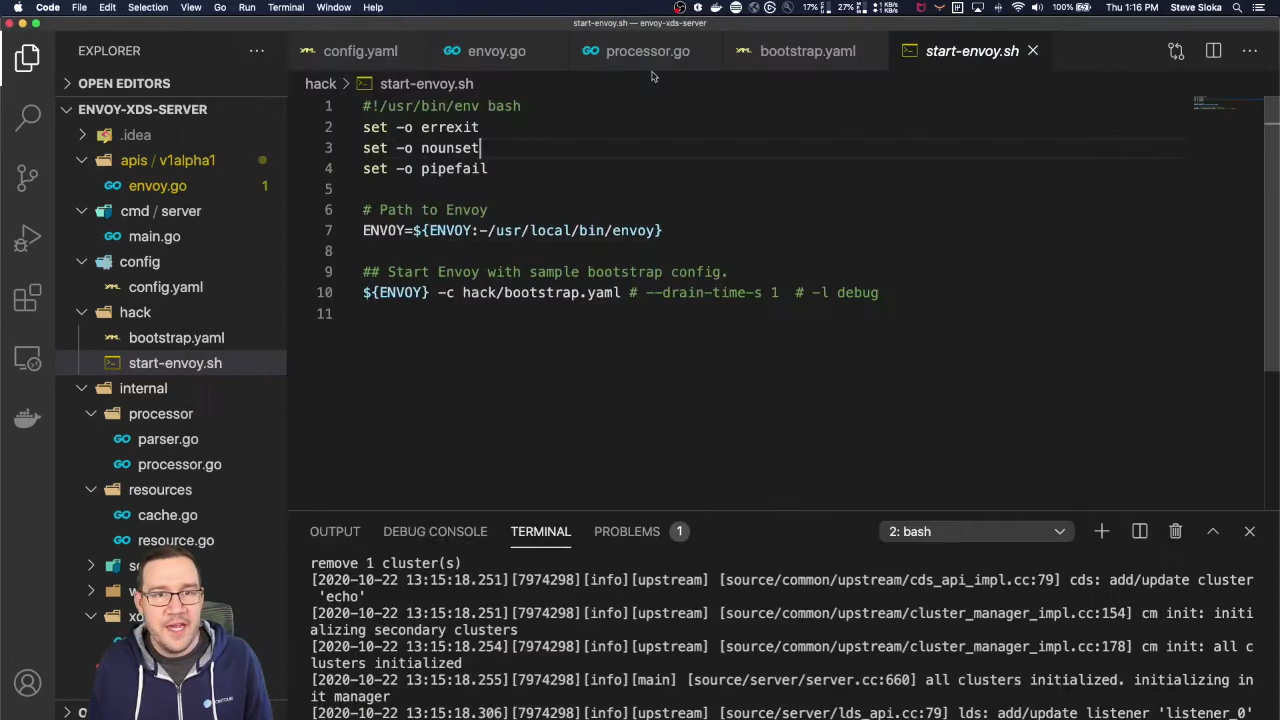 Code File Edit Selection View Go Run Terminal Window Help 17% 27% 100% Thu 1:16 PM Steve Sloka
start-envoy.sh — envoy-xds-server
EXPLORER
config.yaml envoy.go processor.go bootstrap.yaml start-envoy.sh
OPEN EDITORS
ENVOY-XDS-SERVER
.idea
apis / v1alpha1
envoy.go 1
cmd / server
main.go
config
config.yaml
hack
bootstrap.yaml
start-envoy.sh
internal
processor
parser.go
processor.go
resources
cache.go
resource.go
hack > start-envoy.sh
1 #!/usr/bin/env bash
2 set -o errexit
3 set -o nounset
4 set -o pipefail
5
6 # Path to Envoy
7 ENVOY=${ENVOY:-/usr/local/bin/envoy}
8
9 ## Start Envoy with sample bootstrap config.
10 ${ENVOY} -c hack/bootstrap.yaml # --drain-time-s 1 # -l debug
11
OUTPUT DEBUG CONSOLE TERMINAL PROBLEMS 1 2: bash
remove 1 cluster(s)
[2020-10-22 13:15:18.251][7974298][info][upstream] [source/common/upstream/cds_api_impl.cc:79] cds: add/update cluster
'echo'
[2020-10-22 13:15:18.251][7974298][info][upstream] [source/common/upstream/cluster_manager_impl.cc:154] cm init: initi
alizing secondary clusters
[2020-10-22 13:15:18.254][7974298][info][upstream] [source/common/upstream/cluster_manager_impl.cc:178] cm init: all c
lusters initialized
[2020-10-22 13:15:18.255][7974298][info][main] [source/server/server.cc:660] all clusters initialized. initializing in
it manager
[2020-10-22 13:15:18.306][7974298][info][upstream] [source/server/lds_api.cc:79] lds: add/update listener 'listener_0'